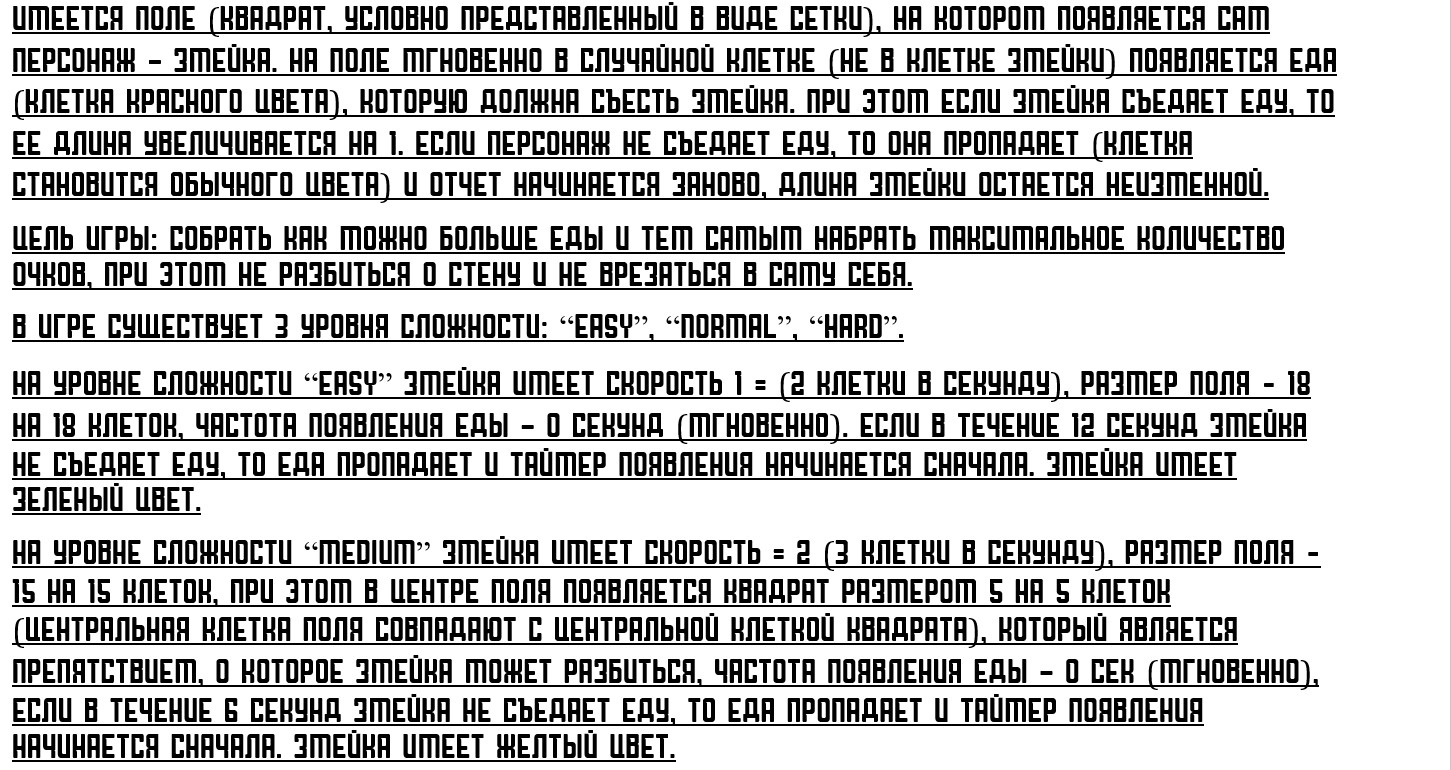 ИМЕЕТСЯ ПОЛЕ (КВАДРАТ, УСЛОВНО ПРЕДСТАВЛЕННЫЙ В ВИДЕ СЕТКИ), НА КОТОРОМ ПОЯВЛЯЕТСЯ САМ
ПЕРСОНАЖ – ЗМЕЙКА. НА ПОЛЕ МГНОВЕННО В СЛУЧАЙНОЙ КЛЕТКЕ (НЕ В КЛЕТКЕ ЗМЕЙКИ) ПОЯВЛЯЕТСЯ ЕДА
(КЛЕТКА КРАСНОГО ЦВЕТА), КОТОРУЮ ДОЛЖНА СЪЕСТЬ ЗМЕЙКА. ПРИ ЭТОМ ЕСЛИ ЗМЕЙКА СЪЕДАЕТ ЕДУ, ТО
ЕЕ ДЛИНА УВЕЛИЧИВАЕТСЯ НА 1. ЕСЛИ ПЕРСОНАЖ НЕ СЪЕДАЕТ ЕДУ, ТО ОНА ПРОПАДАЕТ (КЛЕТКА
СТАНОВИТСЯ ОБЫЧНОГО ЦВЕТА) И ОТЧЕТ НАЧИНАЕТСЯ ЗАНОВО, ДЛИНА ЗМЕЙКИ ОСТАЕТСЯ НЕИЗМЕННОЙ.
ЦЕЛЬ ИГРЫ: СОБРАТЬ КАК МОЖНО БОЛЬШЕ ЕДЫ И ТЕМ САМЫМ НАБРАТЬ МАКСИМАЛЬНОЕ КОЛИЧЕСТВО
ОЧКОВ, ПРИ ЭТОМ НЕ РАЗБИТЬСЯ О СТЕНУ И НЕ ВРЕЗАТЬСЯ В САМУ СЕБЯ.
В ИГРЕ СУЩЕСТВУЕТ 3 УРОВНЯ СЛОЖНОСТИ: “EASY”, “NORMAL”, “HARD”.
НА УРОВНЕ СЛОЖНОСТИ “EASY” ЗМЕЙКА ИМЕЕТ СКОРОСТЬ 1 = (2 КЛЕТКИ В СЕКУНДУ), РАЗМЕР ПОЛЯ – 18
НА 18 КЛЕТОК, ЧАСТОТА ПОЯВЛЕНИЯ ЕДЫ – 0 СЕКУНД (МГНОВЕННО). ЕСЛИ В ТЕЧЕНИЕ 12 СЕКУНД ЗМЕЙКА
НЕ СЪЕДАЕТ ЕДУ, ТО ЕДА ПРОПАДАЕТ И ТАЙМЕР ПОЯВЛЕНИЯ НАЧИНАЕТСЯ СНАЧАЛА. ЗМЕЙКА ИМЕЕТ
ЗЕЛЕНЫЙ ЦВЕТ.
НА УРОВНЕ СЛОЖНОСТИ “MEDIUM” ЗМЕЙКА ИМЕЕТ СКОРОСТЬ = 2 (3 КЛЕТКИ В СЕКУНДУ), РАЗМЕР ПОЛЯ –
15 НА 15 КЛЕТОК, ПРИ ЭТОМ В ЦЕНТРЕ ПОЛЯ ПОЯВЛЯЕТСЯ КВАДРАТ РАЗМЕРОМ 5 НА 5 КЛЕТОК
(ЦЕНТРАЛЬНАЯ КЛЕТКА ПОЛЯ СОВПАДАЮТ С ЦЕНТРАЛЬНОЙ КЛЕТКОЙ КВАДРАТА), КОТОРЫЙ ЯВЛЯЕТСЯ
ПРЕПЯТСТВИЕМ, О КОТОРОЕ ЗМЕЙКА МОЖЕТ РАЗБИТЬСЯ, ЧАСТОТА ПОЯВЛЕНИЯ ЕДЫ – 0 СЕК (МГНОВЕННО),
ЕСЛИ В ТЕЧЕНИЕ 6 СЕКУНД ЗМЕЙКА НЕ СЪЕДАЕТ ЕДУ, ТО ЕДА ПРОПАДАЕТ И ТАЙМЕР ПОЯВЛЕНИЯ
НАЧИНАЕТСЯ СНАЧАЛА. ЗМЕЙКА ИМЕЕТ ЖЕЛТЫЙ ЦВЕТ.